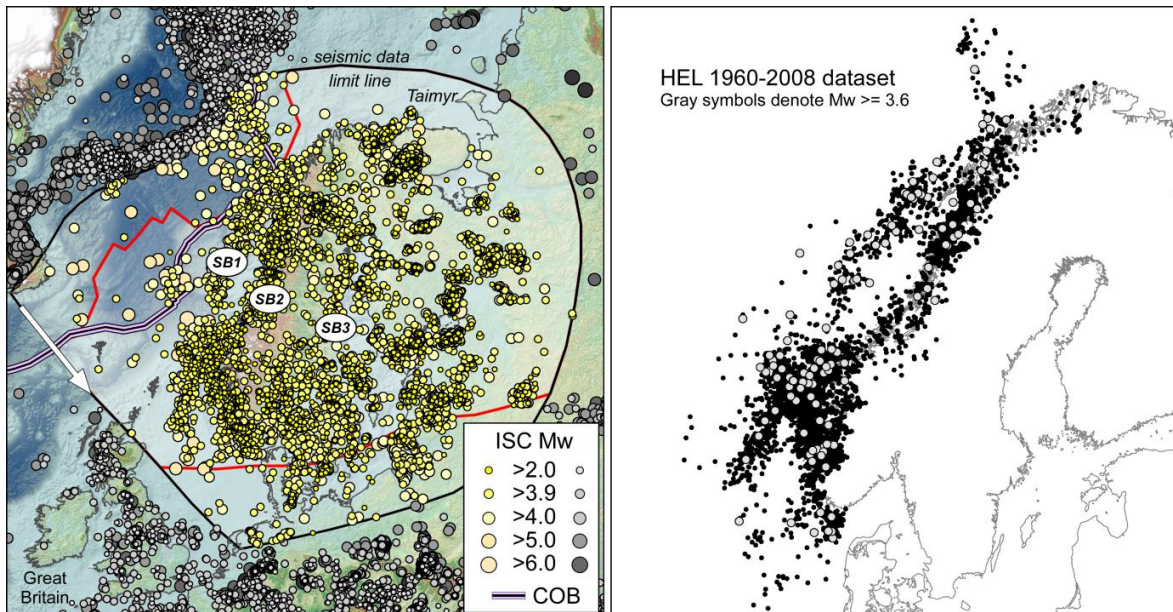 seismic data
limit line
Taimyr
SB1
SB2
SB3
Great
Britain
ISC Mw
>2.0
>3.9
>4.0
>5.0
>6.0
COB
HEL 1960-2008 dataset
Gray symbols denote Mw >= 3.6